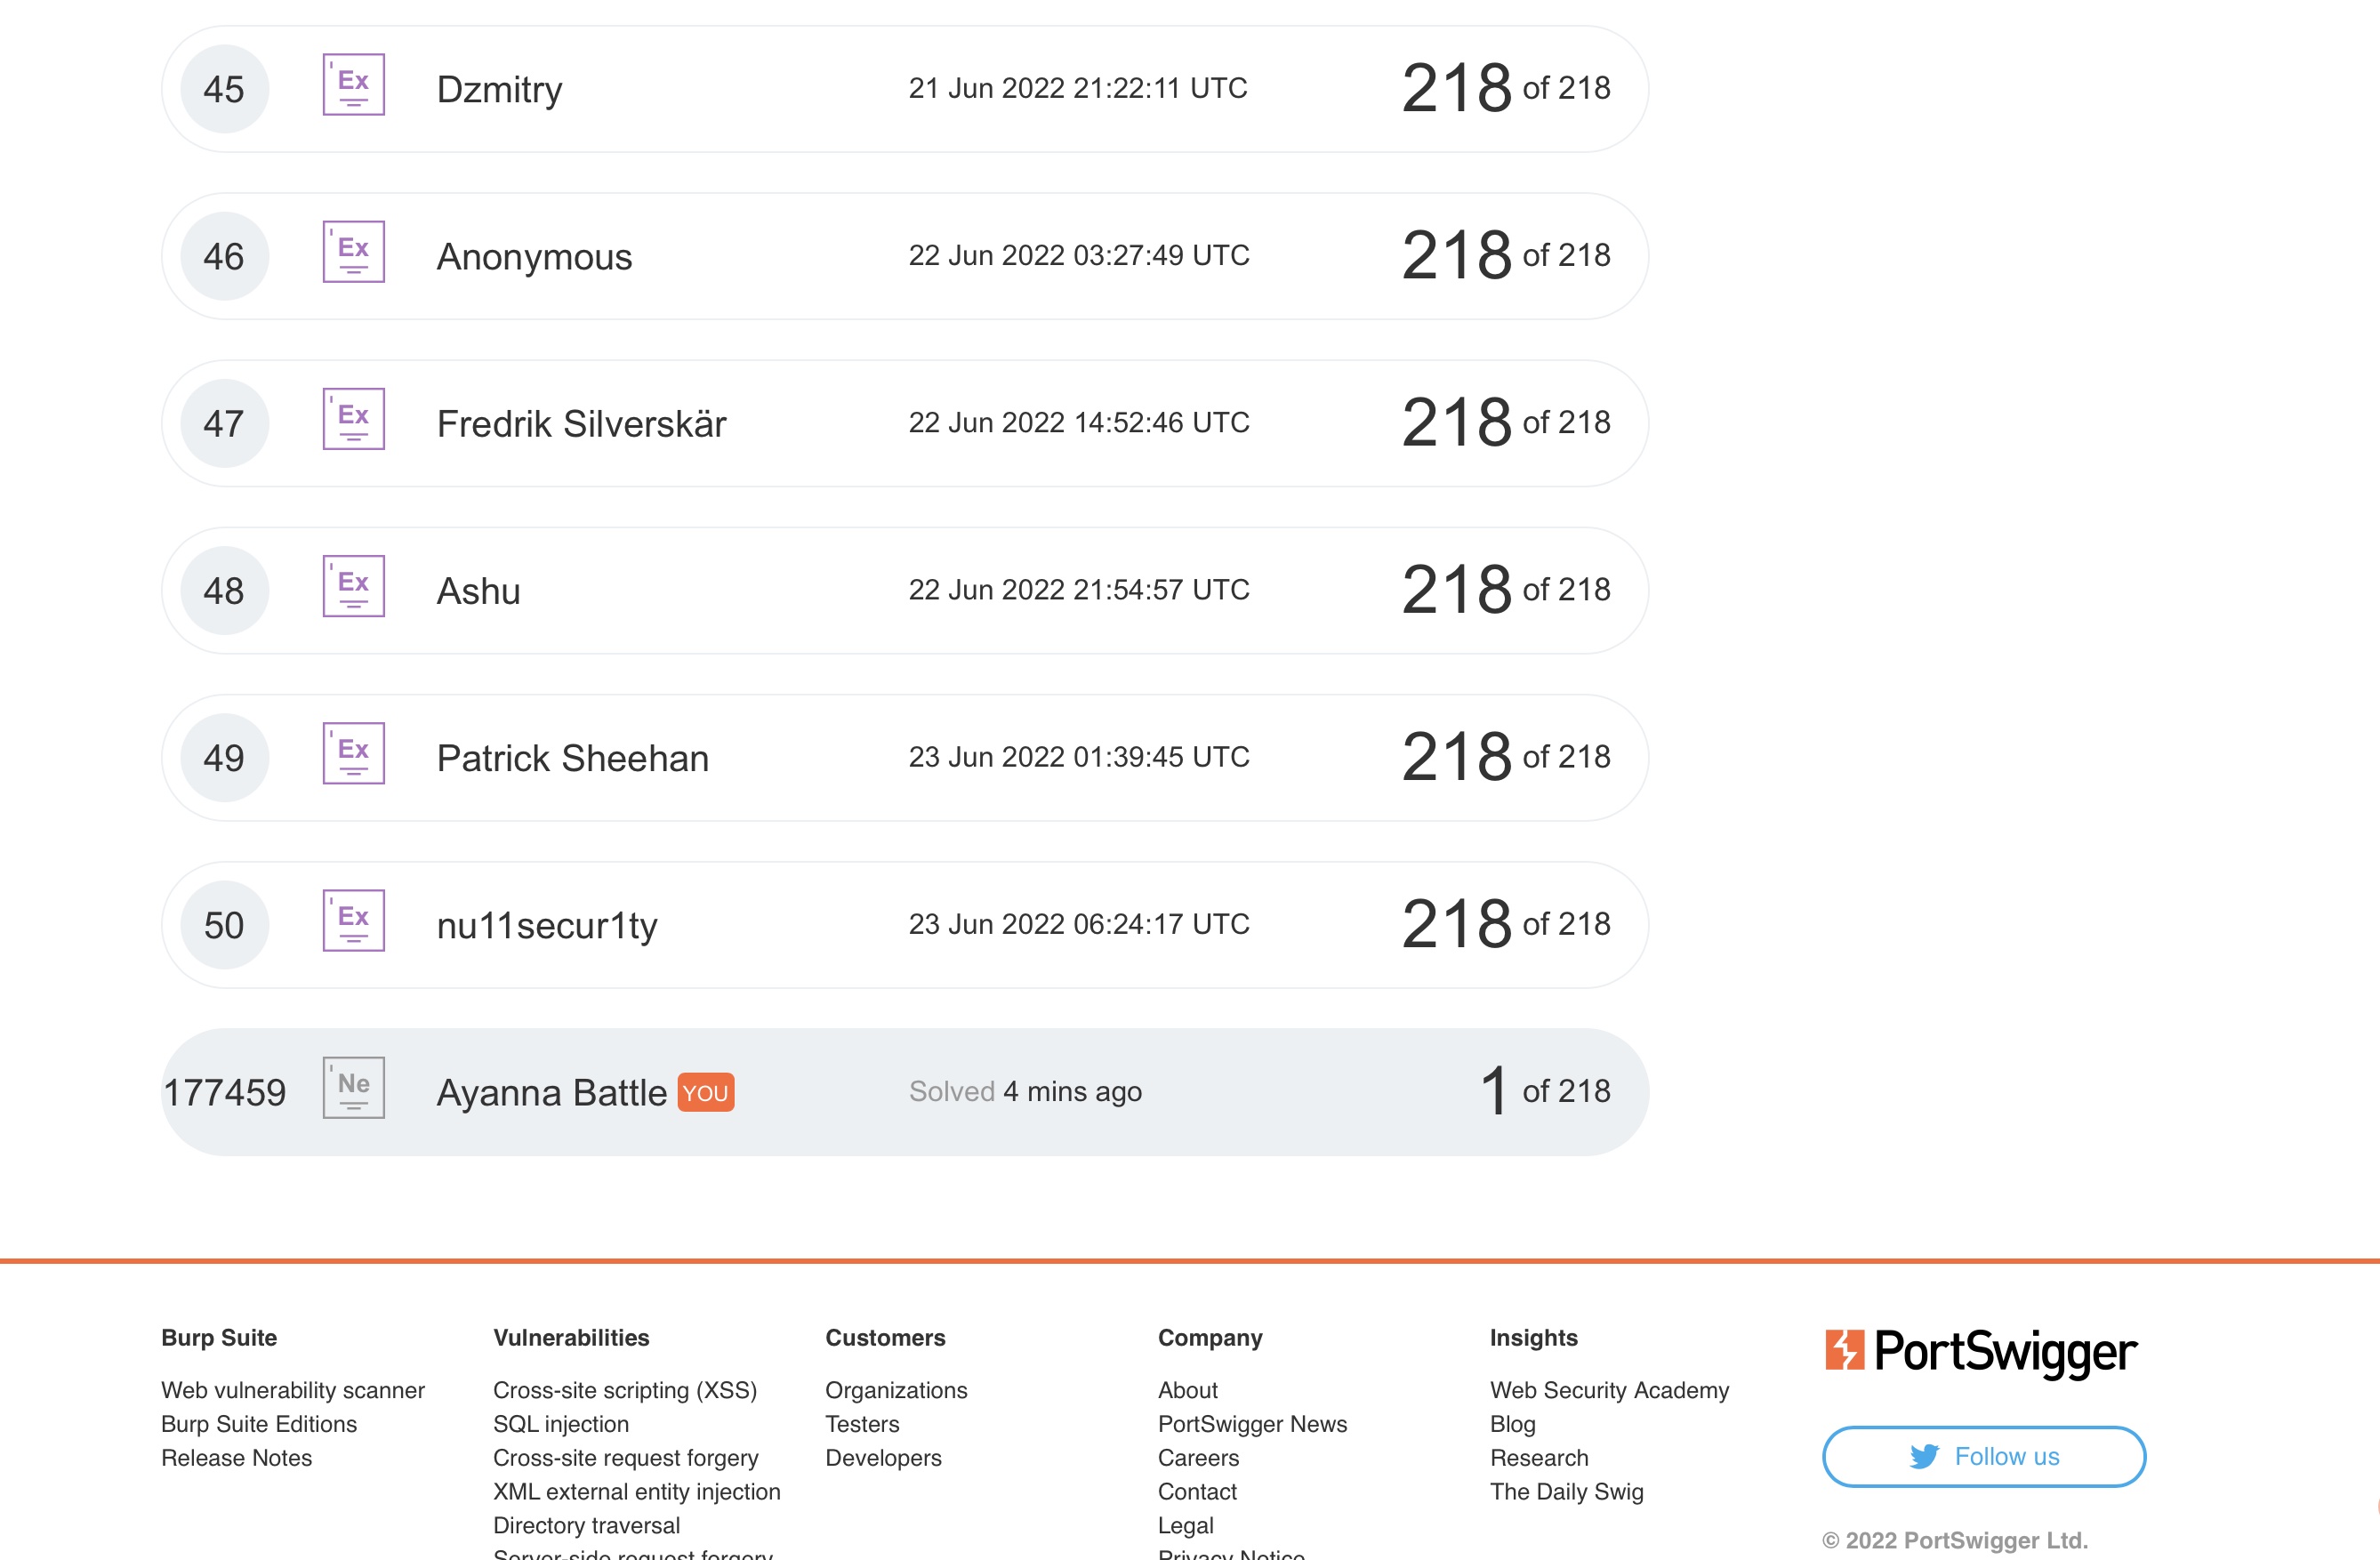 45 Ex Dzmitry 21 Jun 2022 21:22:11 UTC 218 of 218
46 Ex Anonymous 22 Jun 2022 03:27:49 UTC 218 of 218
47 Ex Fredrik Silverskär 22 Jun 2022 14:52:46 UTC 218 of 218
48 Ex Ashu 22 Jun 2022 21:54:57 UTC 218 of 218
49 Ex Patrick Sheehan 23 Jun 2022 01:39:45 UTC 218 of 218
50 Ex nu11secur1ty 23 Jun 2022 06:24:17 UTC 218 of 218
177459 Ne Ayanna Battle YOU Solved 4 mins ago 1 of 218
Burp Suite
Web vulnerability scanner
Burp Suite Editions
Release Notes
Vulnerabilities
Cross-site scripting (XSS)
SQL injection
Cross-site request forgery
XML external entity injection
Directory traversal
Server-side request forgery
Customers
Organizations
Testers
Developers
Company
About
PortSwigger News
Careers
Contact
Legal
Privacy Notice
Insights
Web Security Academy
Blog
Research
The Daily Swig
PortSwigger
Follow us
© 2022 PortSwigger Ltd.